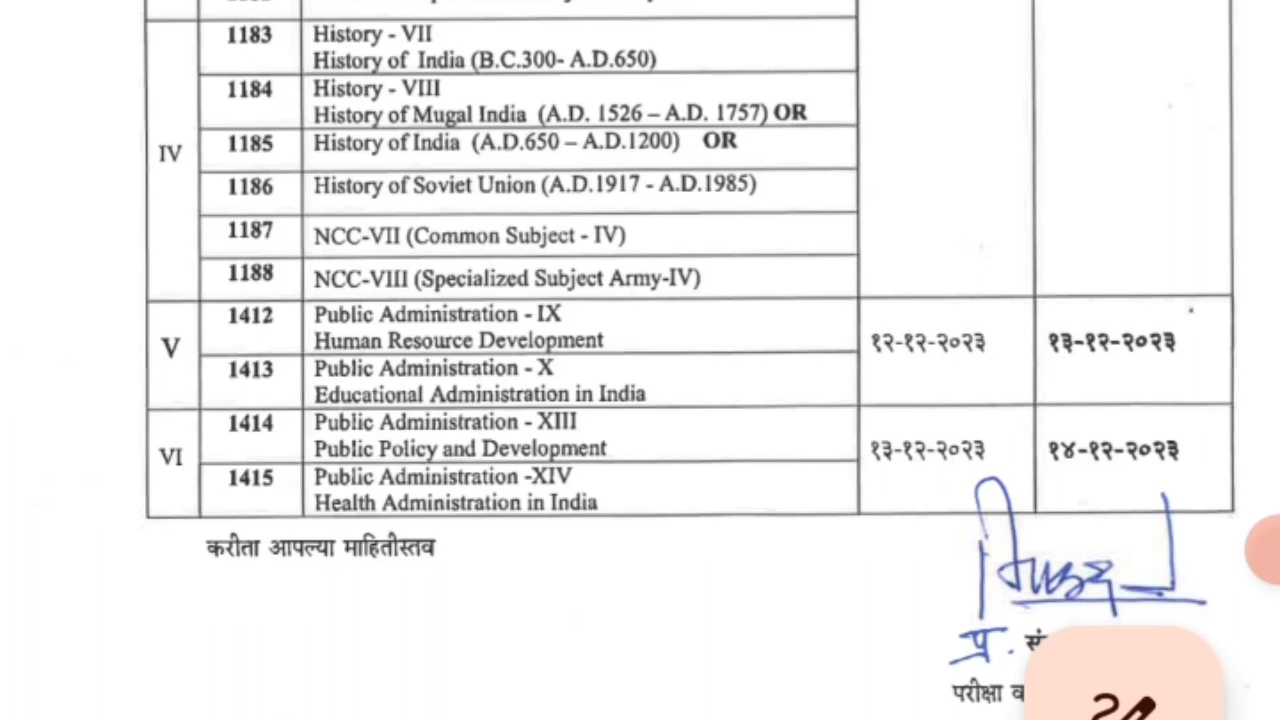 IV
1183
History - VII
History of India (B.C.300- A.D.650)
1184
History - VIII
History of Mugal India (A.D. 1526 – A.D. 1757) OR
1185
History of India (A.D.650 – A.D.1200) OR
1186
History of Soviet Union (A.D.1917 - A.D.1985)
1187
NCC-VII (Common Subject - IV)
1188
NCC-VIII (Specialized Subject Army-IV)
V
1412
Public Administration - IX
Human Resource Development
१२-१२-२०२३
१३-१२-२०२३
1413
Public Administration - X
Educational Administration in India
VI
1414
Public Administration - XIII
Public Policy and Development
१३-१२-२०२३
१४-१२-२०२३
1415
Public Administration -XIV
Health Administration in India
करीता आपल्या माहितीस्तव
प्र.
परीक्षा व